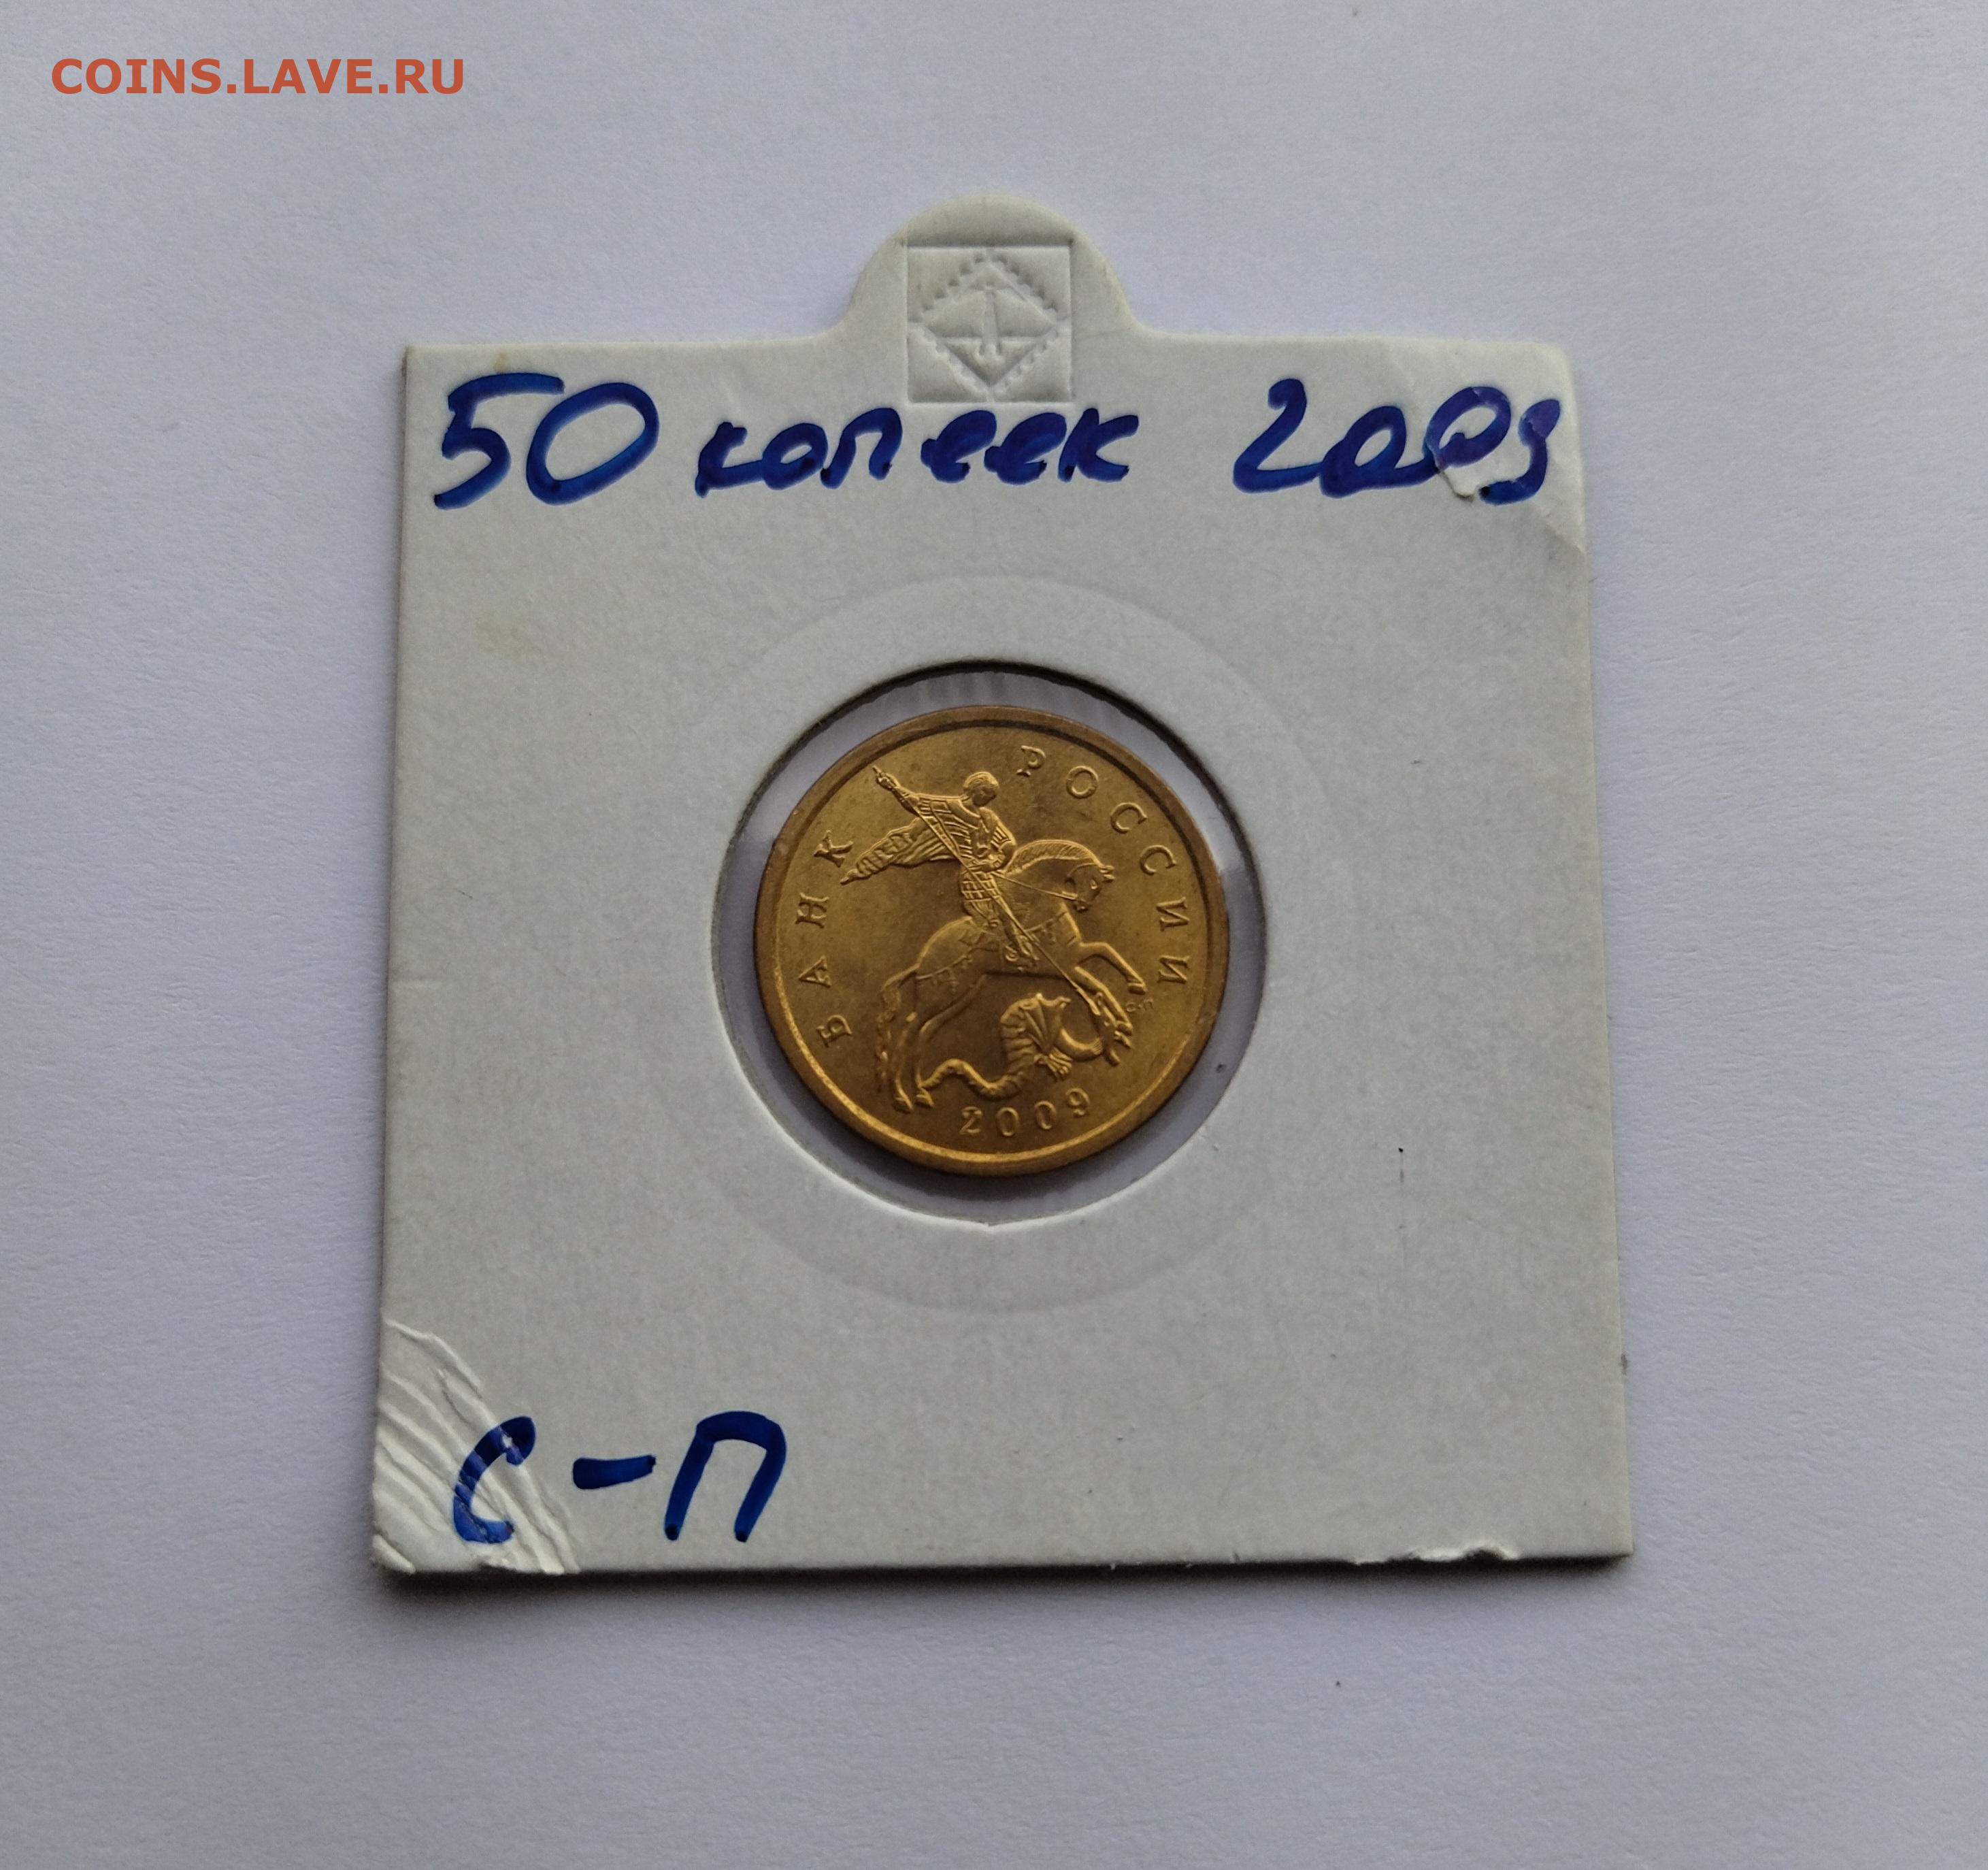 COINS.LAVE.RU
50 копеек 2009
БАНК РОССИИ
с-п
2009
С-П